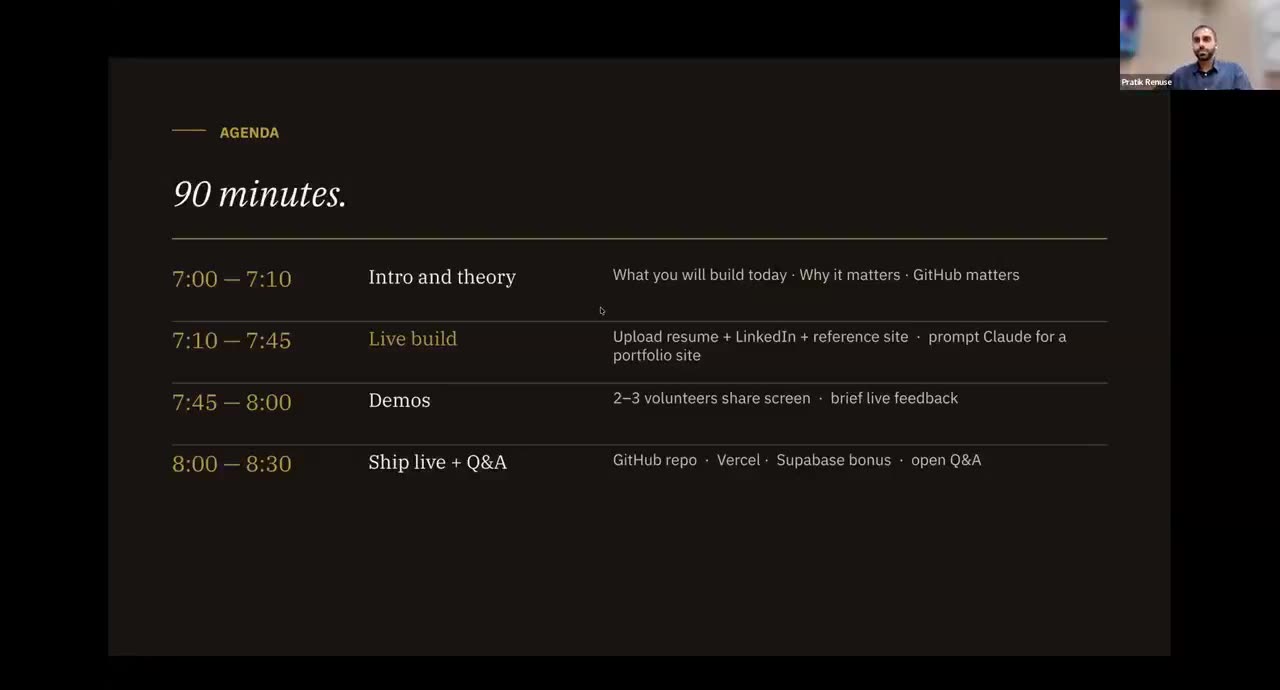 Pratik Renuse
AGENDA
90 minutes.
7:00 — 7:10
Intro and theory
What you will build today · Why it matters · GitHub matters
7:10 — 7:45
Live build
Upload resume + LinkedIn + reference site · prompt Claude for a
portfolio site
7:45 — 8:00
Demos
2–3 volunteers share screen · brief live feedback
8:00 — 8:30
Ship live + Q&A
GitHub repo · Vercel · Supabase bonus · open Q&A